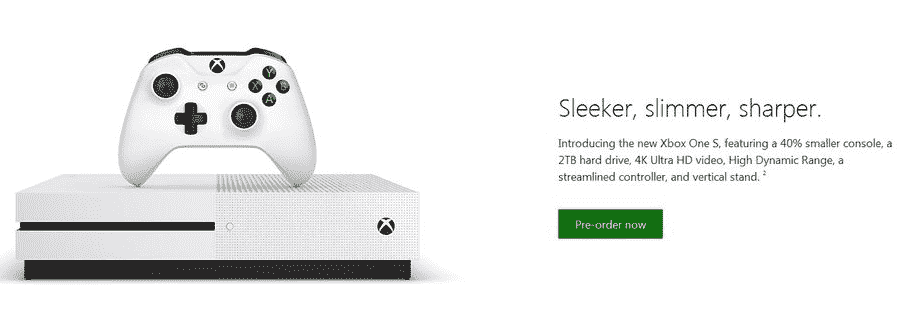 Sleeker, slimmer, sharper.
Introducing the new Xbox One S, featuring a 40% smaller console, a
2TB hard drive, 4K Ultra HD video, High Dynamic Range, a
streamlined controller, and vertical stand. 2
Pre-order now
Y
X B
A